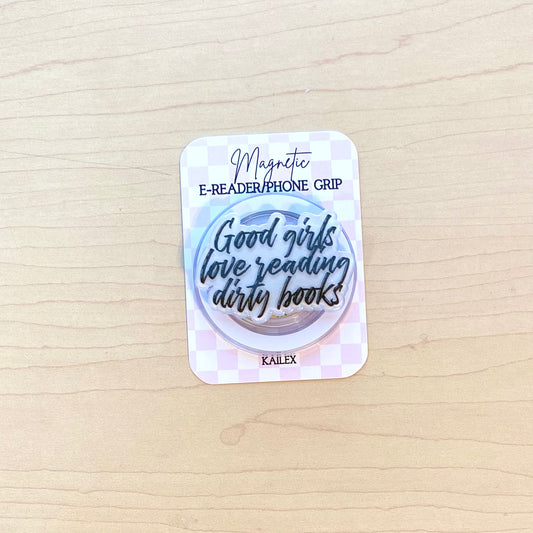 Magnetic
E-READER/PHONE GRIP
Good girls
love reading
dirty books
KAILEX